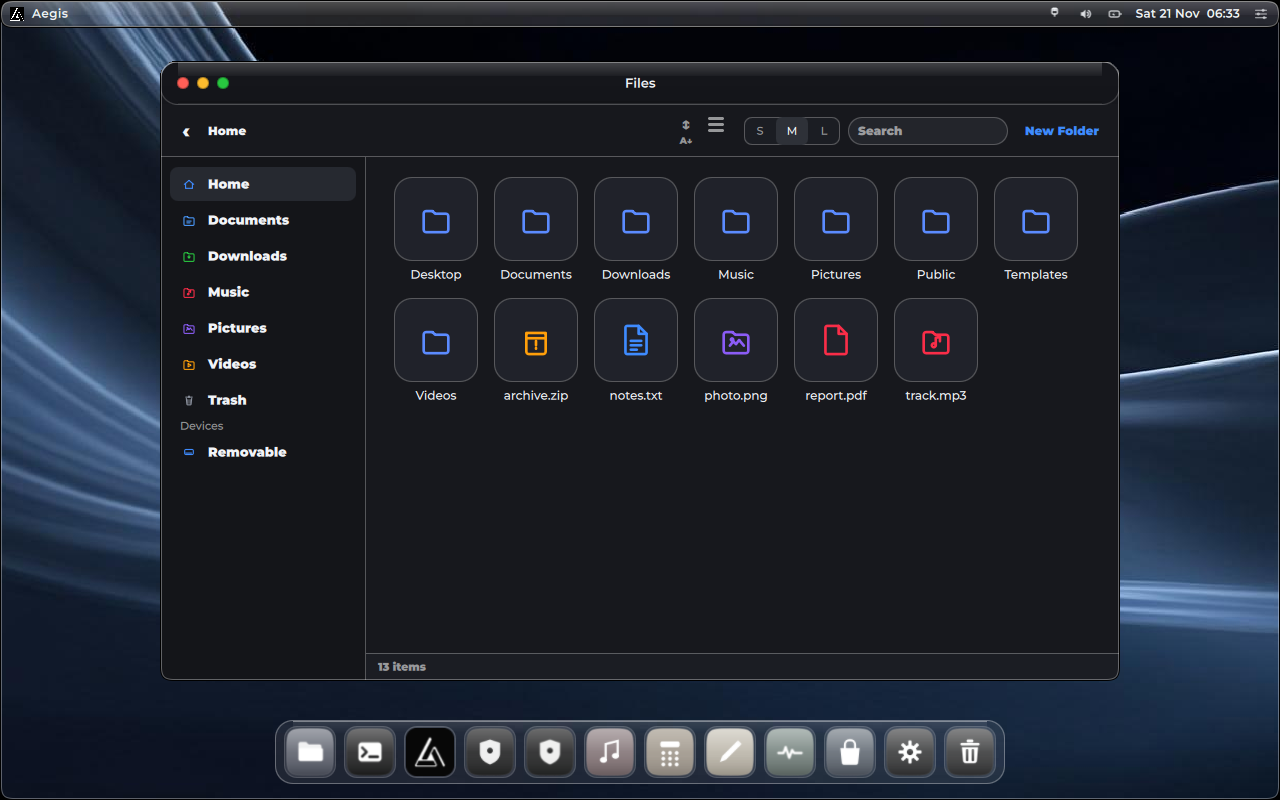 Aegis
Sat 21 Nov 06:33
Files
Home
A+
S M L
Search
New Folder
Home
Documents
Downloads
Music
Pictures
Videos
Trash
Devices
Removable
Desktop
Documents
Downloads
Music
Pictures
Public
Templates
Videos
archive.zip
notes.txt
photo.png
report.pdf
track.mp3
13 items